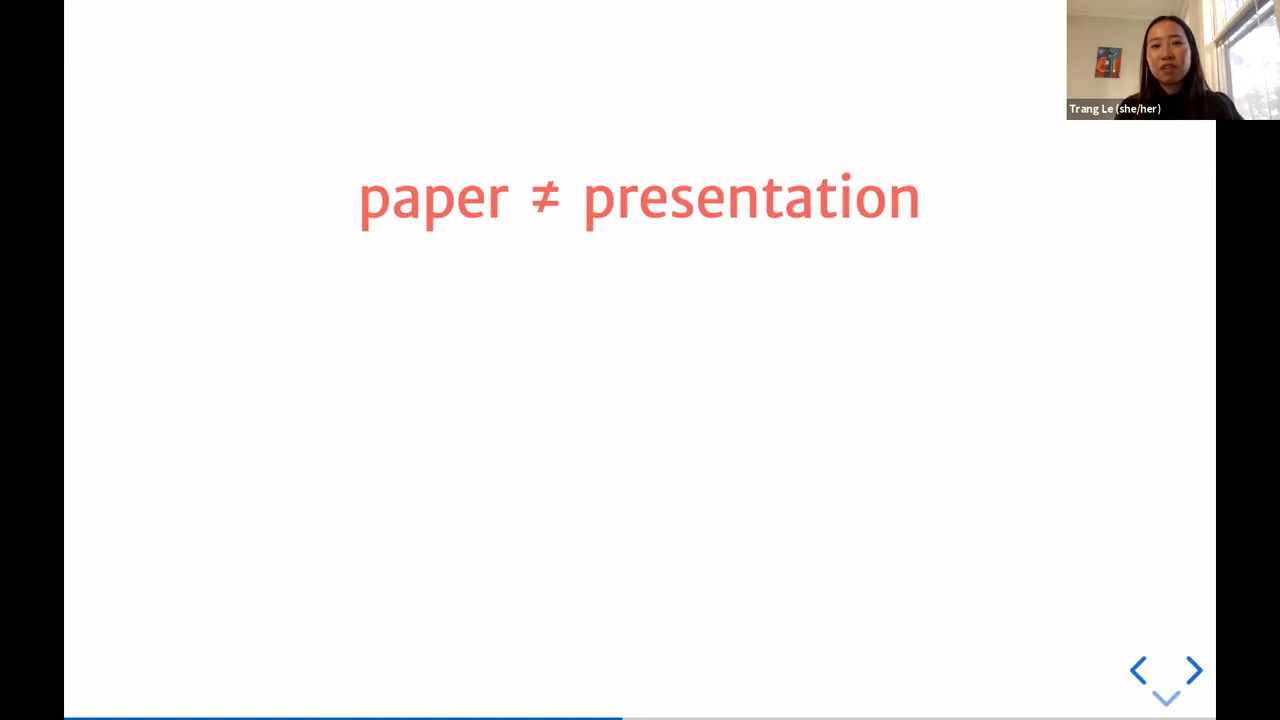 paper ≠ presentation
Trang Le (she/her)